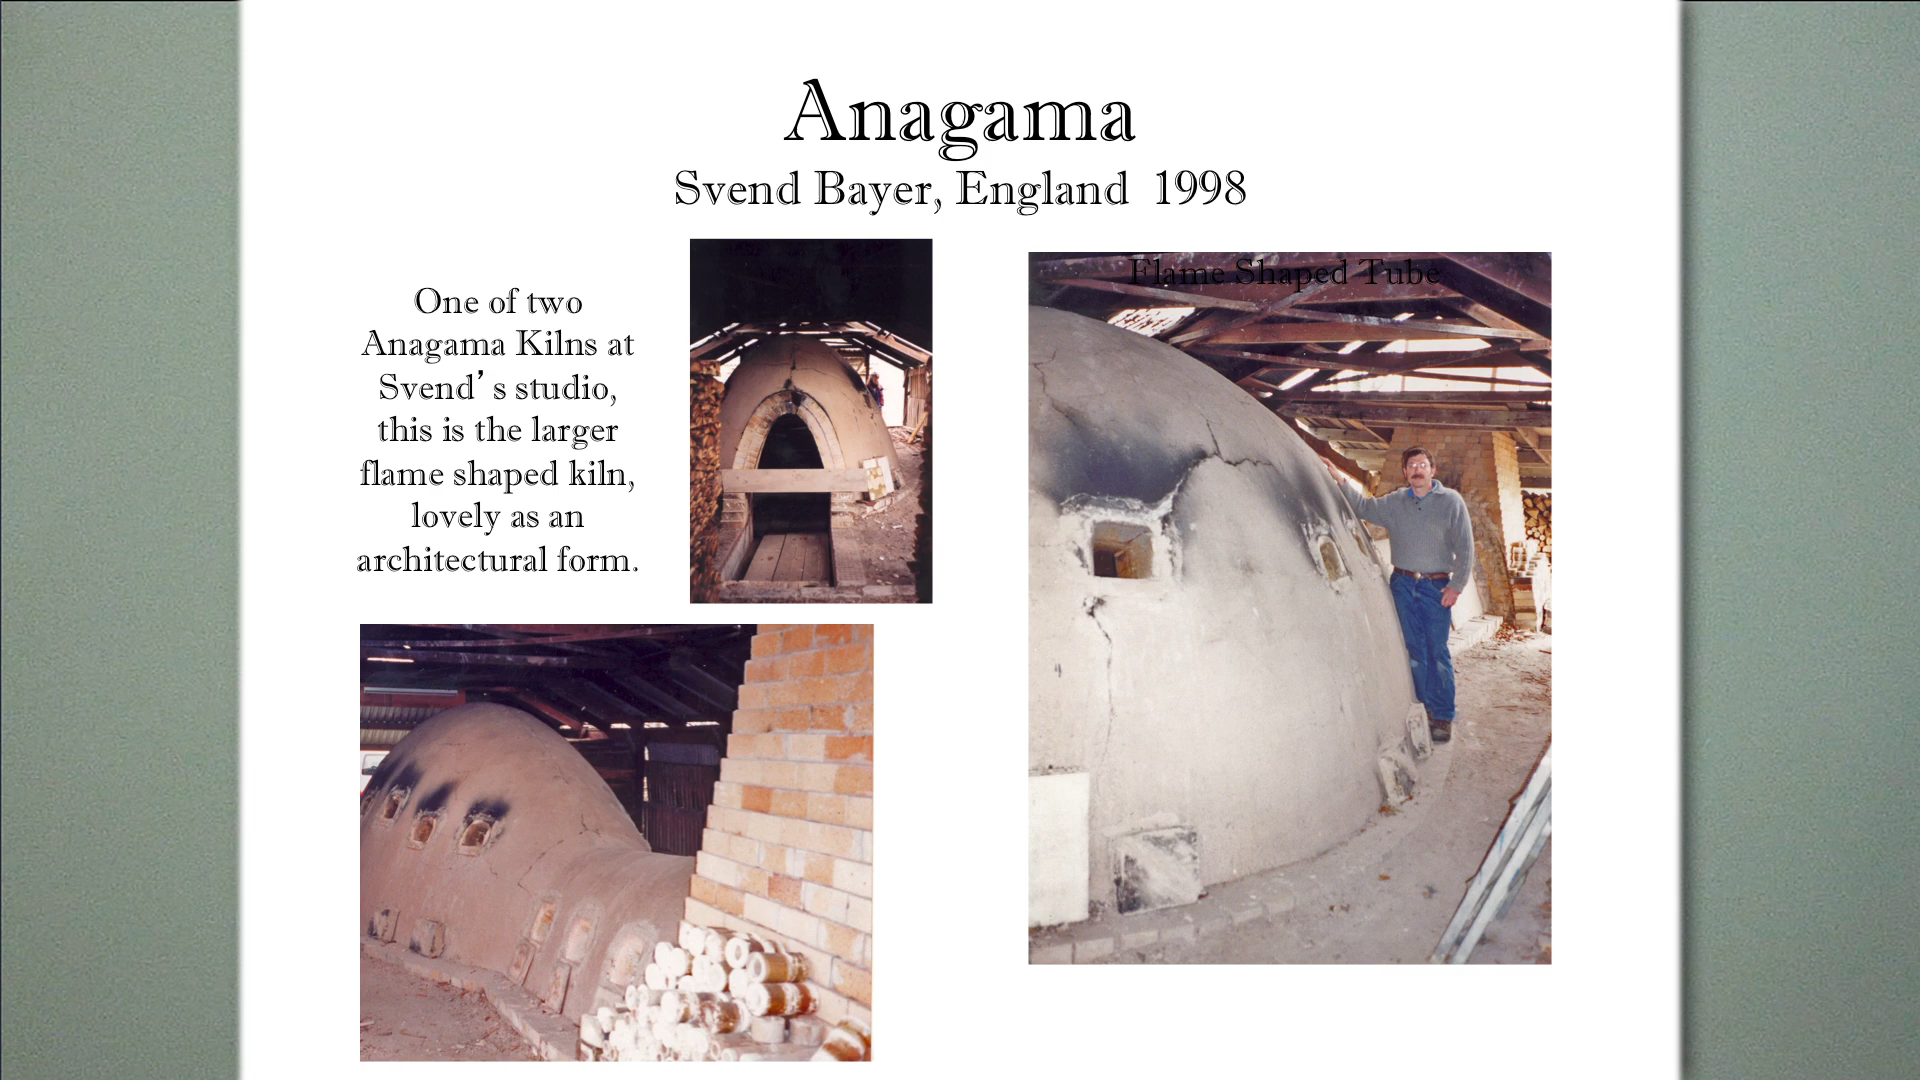 Anagama
Svend Bayer, England  1998
Flame Shaped Tube
One of two
Anagama Kilns at
Svend’s studio,
this is the larger
flame shaped kiln,
lovely as an
architectural form.